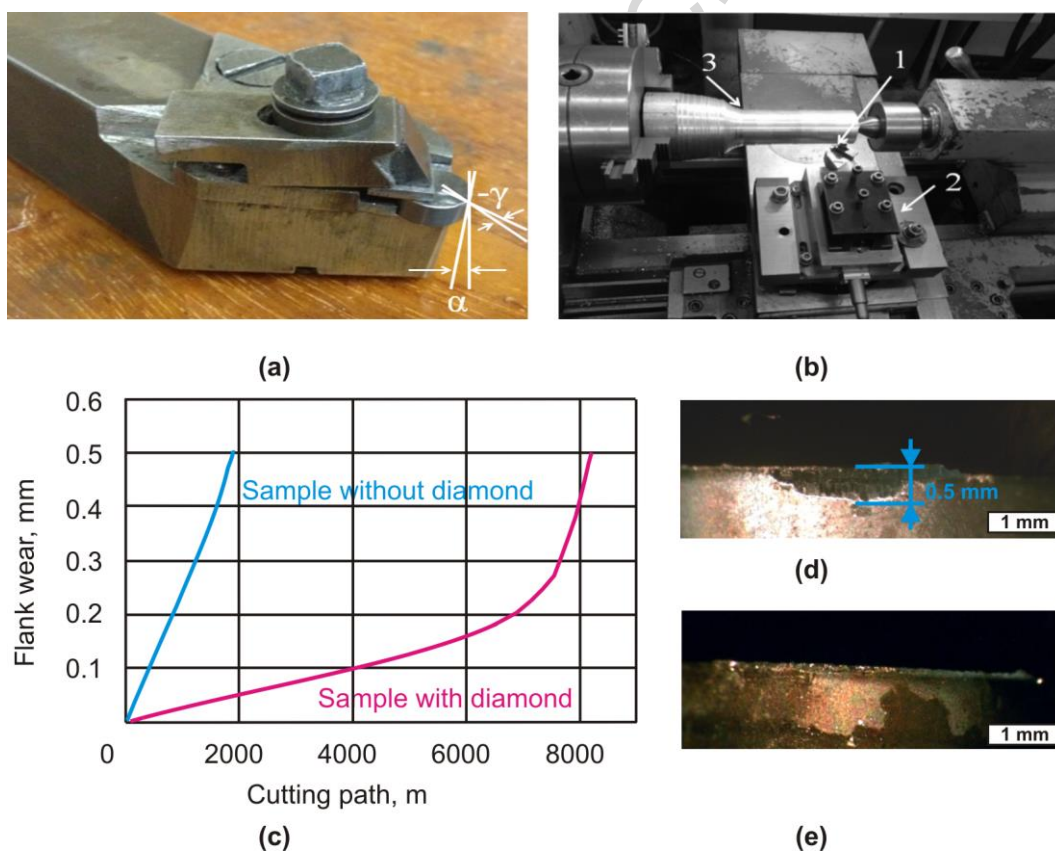 -γ
α
(a)
1
2
3
(b)
0.6
0.5
0.4
0.3
0.2
0.1
Flank wear, mm
Sample without diamond
Sample with diamond
0 2000 4000 6000 8000
Cutting path, m
(c)
0.5 mm
1 mm
(d)
1 mm
(e)